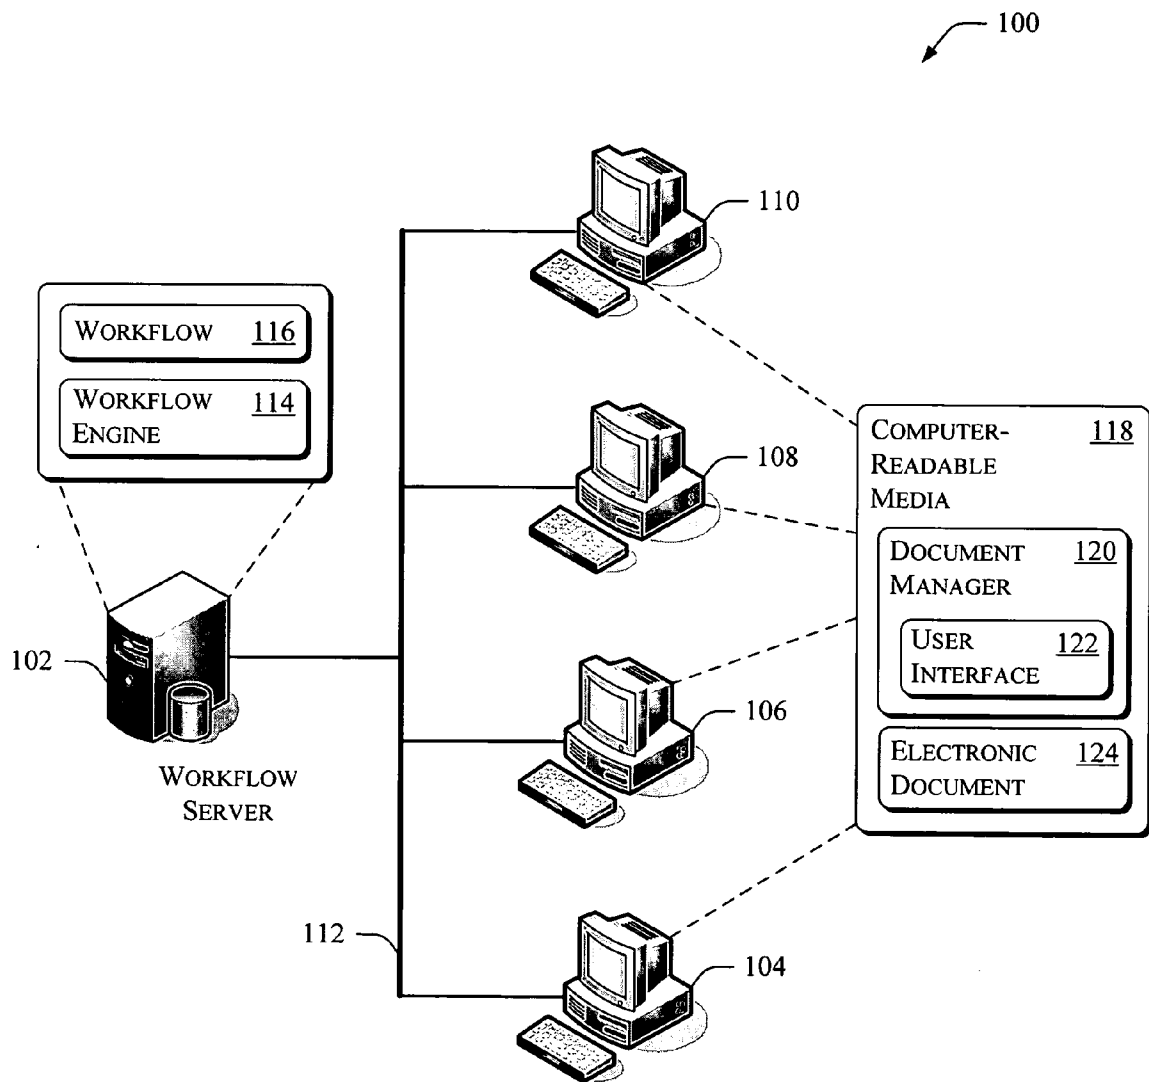 100
110
WORKFLOW 116
WORKFLOW 114
ENGINE
COMPUTER- 118
READABLE
MEDIA
108
DOCUMENT 120
MANAGER
USER 122
INTERFACE
102
106
ELECTRONIC 124
DOCUMENT
WORKFLOW
SERVER
112
104